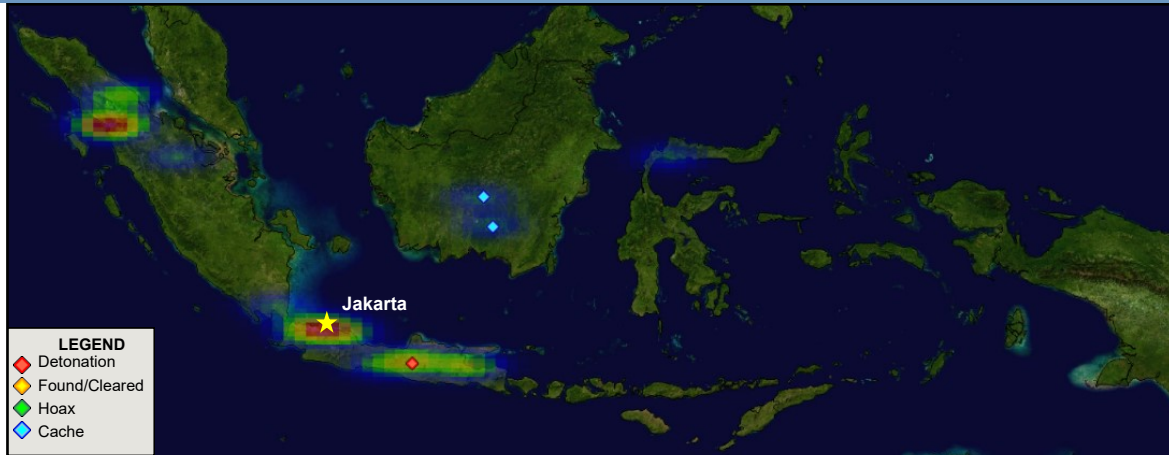 Jakarta
LEGEND
Detonation
Found/Cleared
Hoax
Cache